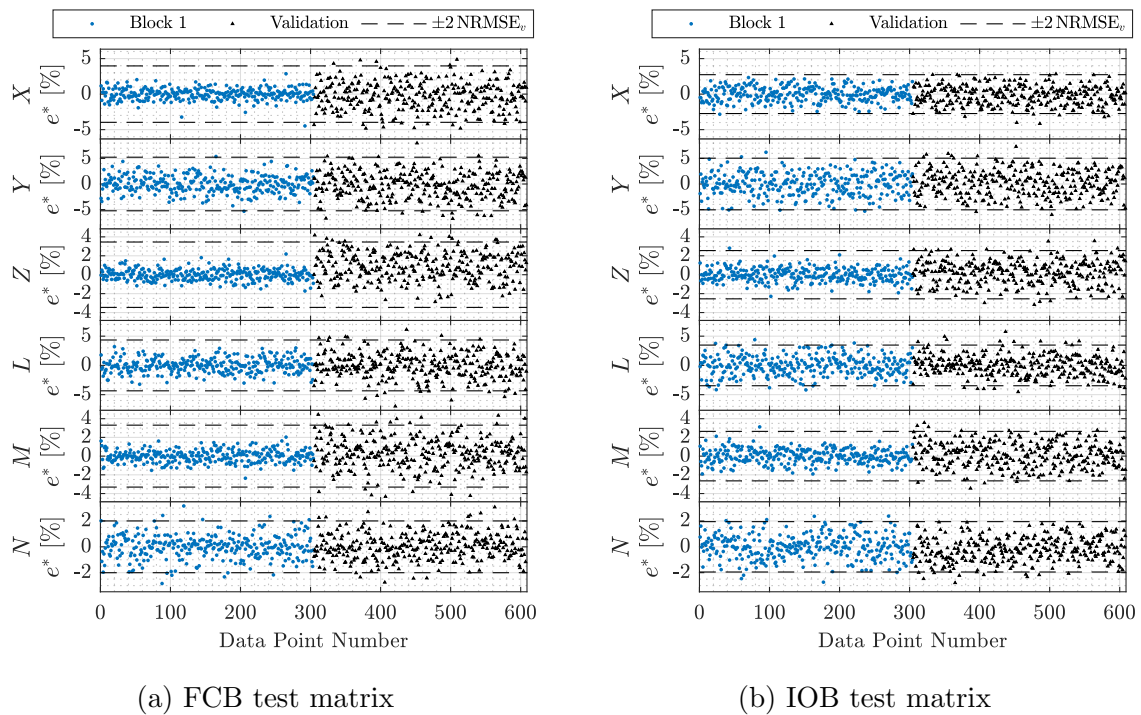 Block 1 Validation ±2 NRMSEᵥ
X e* [%] 5 0 -5
Y e* [%] 5 0 -5
Z e* [%] 4 2 0 -2 -4
L e* [%] 5 0 -5
M e* [%] 4 2 0 -2 -4
N e* [%] 2 0 -2
0 100 200 300 400 500 600
Data Point Number
(a) FCB test matrix
Block 1 Validation ±2 NRMSEᵥ
X e* [%] 5 0 -5
Y e* [%] 5 0 -5
Z e* [%] 4 2 0 -2 -4
L e* [%] 5 0 -5
M e* [%] 4 2 0 -2 -4
N e* [%] 2 0 -2
0 100 200 300 400 500 600
Data Point Number
(b) IOB test matrix